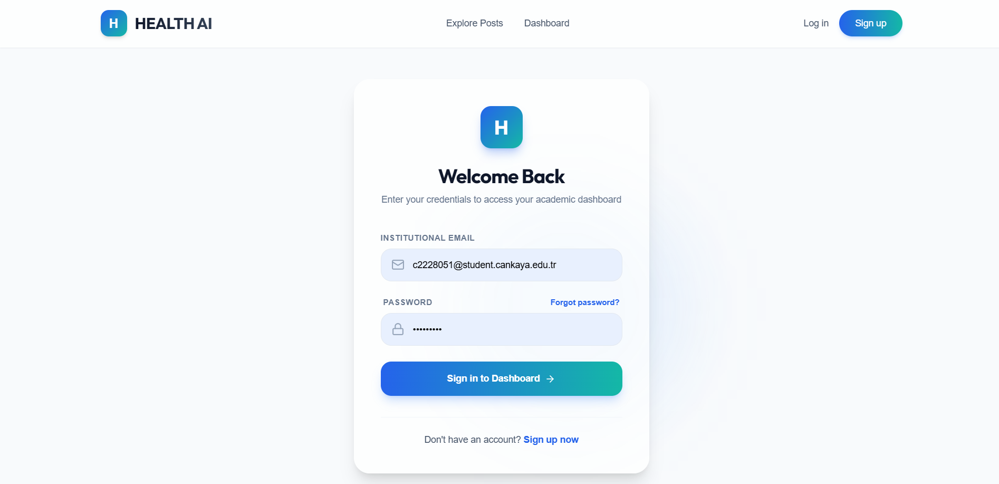 H HEALTH AI Explore Posts Dashboard Log in Sign up
H
Welcome Back
Enter your credentials to access your academic dashboard
INSTITUTIONAL EMAIL
c2228051@student.cankaya.edu.tr
PASSWORD Forgot password?
•••••••••
Sign in to Dashboard →
Don't have an account? Sign up now